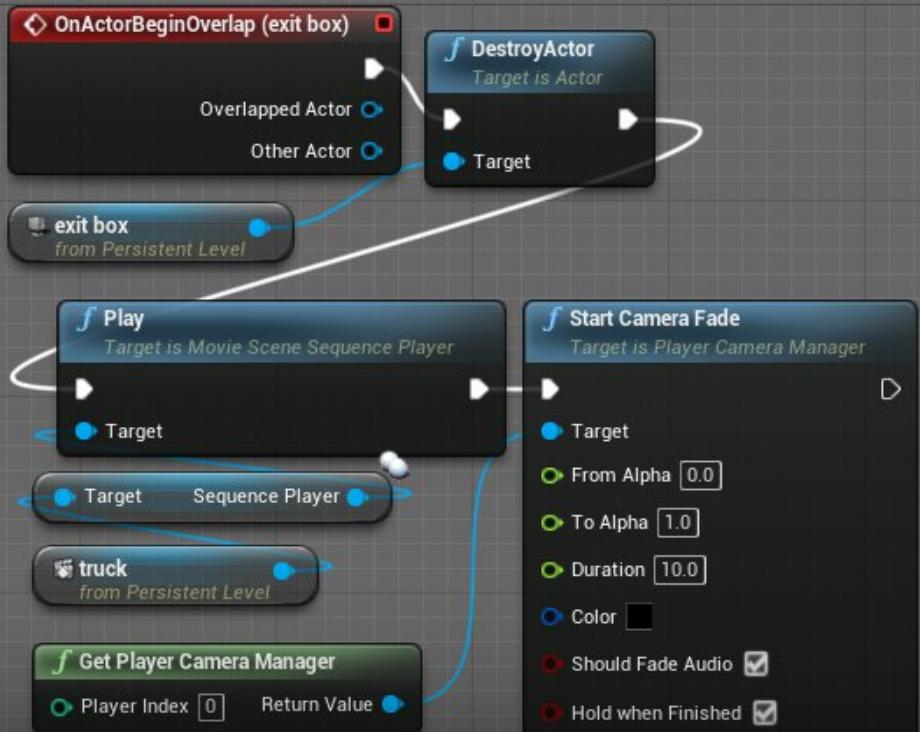 OnActorBeginOverlap (exit box)
Overlapped Actor
Other Actor
f DestroyActor
Target is Actor
Target
exit box
from Persistent Level
f Play
Target is Movie Scene Sequence Player
Target
Target Sequence Player
truck
from Persistent Level
f Get Player Camera Manager
Player Index 0 Return Value
f Start Camera Fade
Target is Player Camera Manager
Target
From Alpha 0.0
To Alpha 1.0
Duration 10.0
Color
Should Fade Audio
Hold when Finished